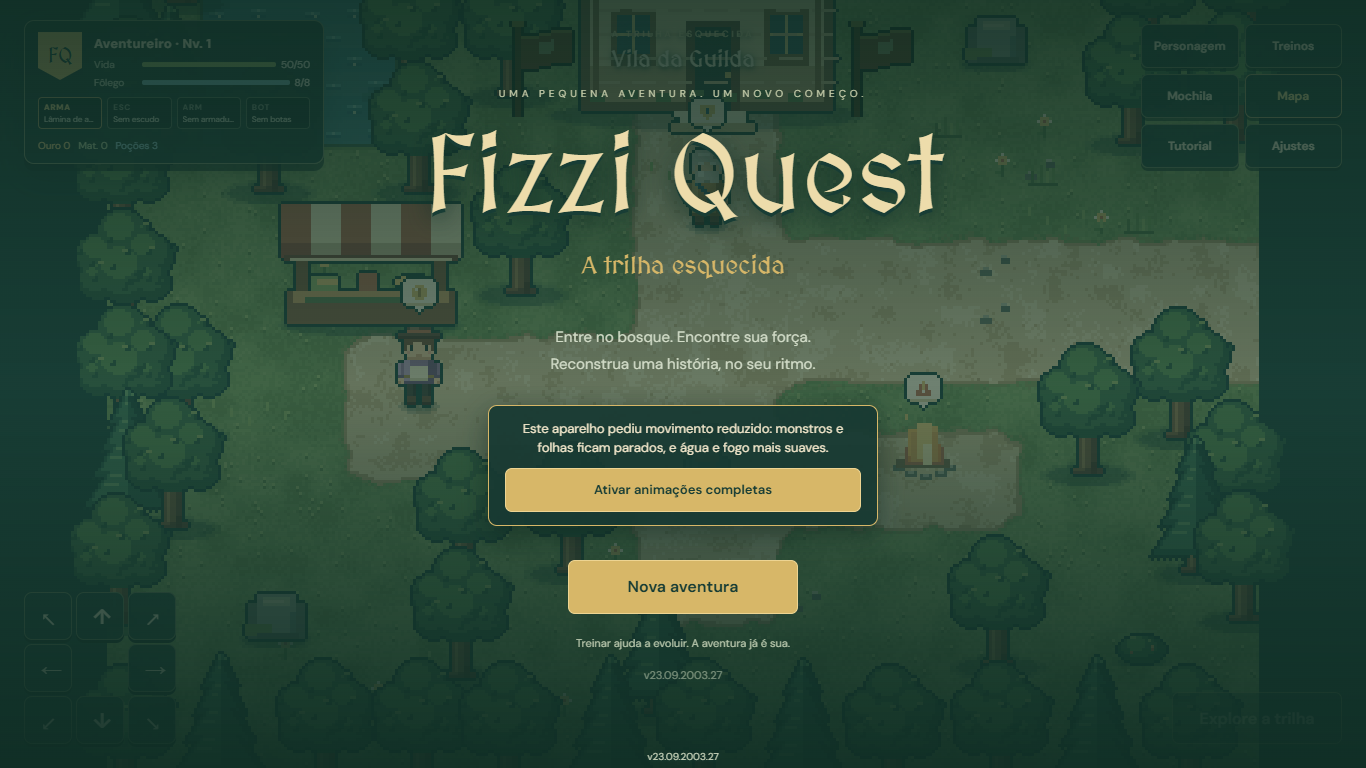 FQ
Aventureiro · Nv. 1
Vida 50/50
Fôlego 8/8
ARMA
Lâmina de a...
ESC
Sem escudo
ARM
Sem armadu...
BOT
Sem botas
Ouro 0 Mat. 0 Poções 3
Vila da Guilda
Personagem
Treinos
Mochila
Mapa
Tutorial
Ajustes
UMA PEQUENA AVENTURA. UM NOVO COMEÇO.
Fizzi Quest
A trilha esquecida
Entre no bosque. Encontre sua força.
Reconstrua uma história, no seu ritmo.
Este aparelho pediu movimento reduzido: monstros e
folhas ficam parados, e água e fogo mais suaves.
Ativar animações completas
Nova aventura
Treinar ajuda a evoluir. A aventura já é sua.
v23.09.2003.27
Explore a trilha
v23.09.2003.27